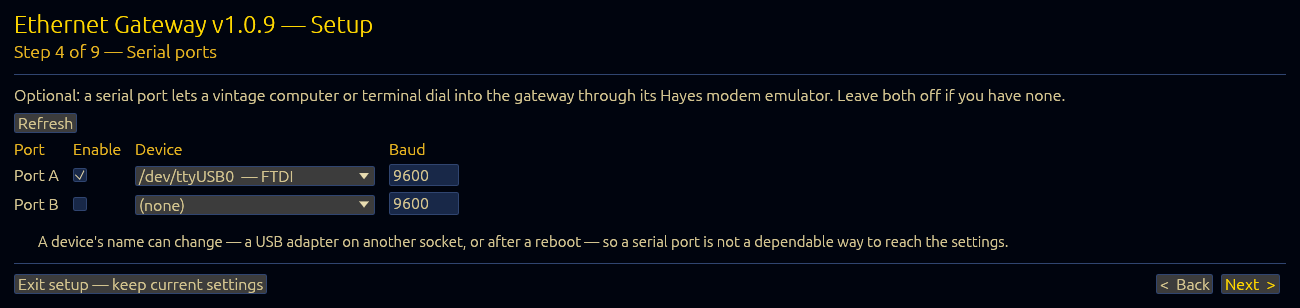 Ethernet Gateway v1.0.9 — Setup
Step 4 of 9 — Serial ports
Optional: a serial port lets a vintage computer or terminal dial into the gateway through its Hayes modem emulator. Leave both off if you have none.
Refresh
Port Enable Device Baud
Port A /dev/ttyUSB0 — FTDI 9600
Port B (none) 9600
A device's name can change — a USB adapter on another socket, or after a reboot — so a serial port is not a dependable way to reach the settings.
Exit setup — keep current settings < Back Next >